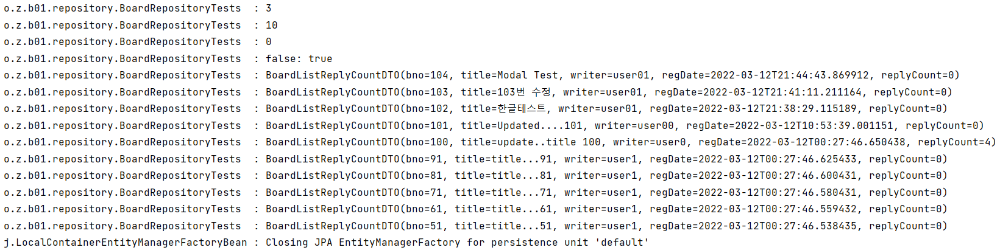 o.z.b01.repository.BoardRepositoryTests : 3
o.z.b01.repository.BoardRepositoryTests : 10
o.z.b01.repository.BoardRepositoryTests : 0
o.z.b01.repository.BoardRepositoryTests : false: true
o.z.b01.repository.BoardRepositoryTests : BoardListReplyCountDTO(bno=104, title=Modal Test, writer=user01, regDate=2022-03-12T21:44:43.869912, replyCount=0)
o.z.b01.repository.BoardRepositoryTests : BoardListReplyCountDTO(bno=103, title=103번 수정, writer=user01, regDate=2022-03-12T21:41:11.211164, replyCount=0)
o.z.b01.repository.BoardRepositoryTests : BoardListReplyCountDTO(bno=102, title=한글테스트, writer=user01, regDate=2022-03-12T21:38:29.115189, replyCount=0)
o.z.b01.repository.BoardRepositoryTests : BoardListReplyCountDTO(bno=101, title=Updated....101, writer=user00, regDate=2022-03-12T10:53:39.001151, replyCount=0)
o.z.b01.repository.BoardRepositoryTests : BoardListReplyCountDTO(bno=100, title=update..title 100, writer=user0, regDate=2022-03-12T00:27:46.650438, replyCount=4)
o.z.b01.repository.BoardRepositoryTests : BoardListReplyCountDTO(bno=91, title=title...91, writer=user1, regDate=2022-03-12T00:27:46.625433, replyCount=0)
o.z.b01.repository.BoardRepositoryTests : BoardListReplyCountDTO(bno=81, title=title...81, writer=user1, regDate=2022-03-12T00:27:46.600431, replyCount=0)
o.z.b01.repository.BoardRepositoryTests : BoardListReplyCountDTO(bno=71, title=title...71, writer=user1, regDate=2022-03-12T00:27:46.580431, replyCount=0)
o.z.b01.repository.BoardRepositoryTests : BoardListReplyCountDTO(bno=61, title=title...61, writer=user1, regDate=2022-03-12T00:27:46.559432, replyCount=0)
o.z.b01.repository.BoardRepositoryTests : BoardListReplyCountDTO(bno=51, title=title...51, writer=user1, regDate=2022-03-12T00:27:46.538435, replyCount=0)
j.LocalContainerEntityManagerFactoryBean : Closing JPA EntityManagerFactory for persistence unit 'default'